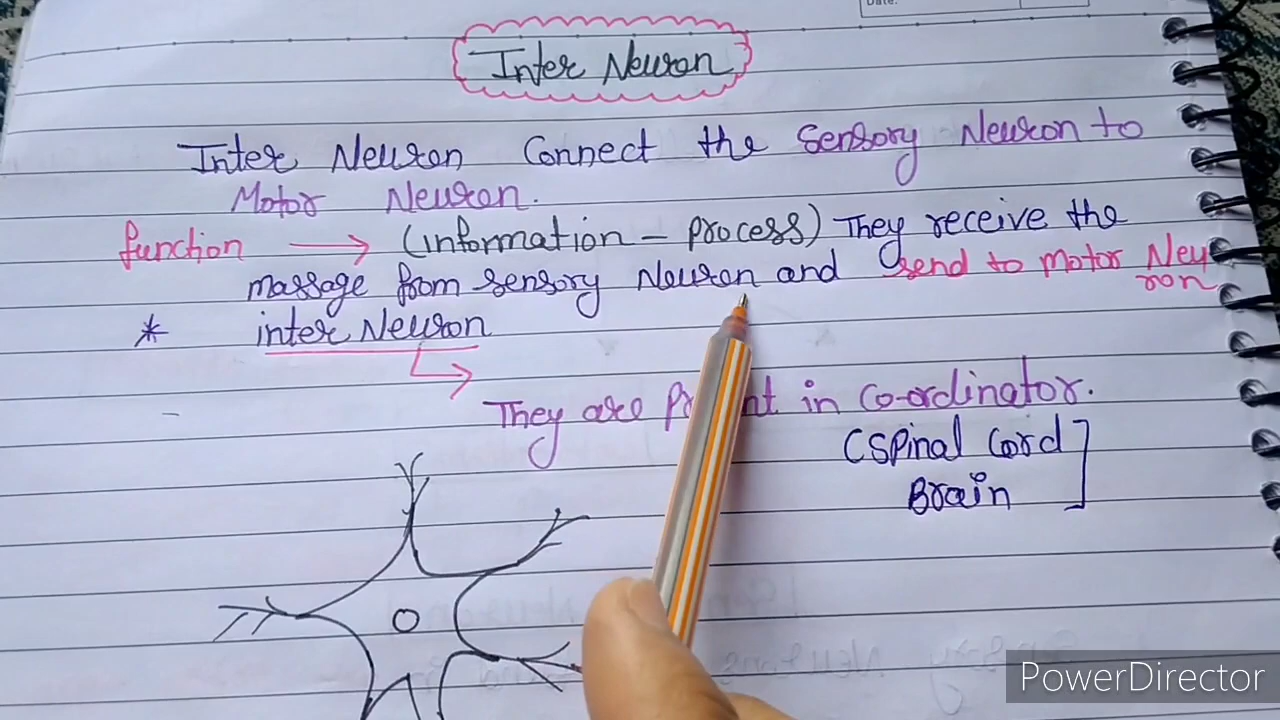 Date:
Inter Neuron
Inter Neuron Connect the Sensory Neuron to
Motor Neuron.
function → (information - process) They receive the
massage from sensory Neuron and send to motor Neu
ron
* inter Neuron
They are in Co-ordinator.
(Spinal Cord
Brain ]
PowerDirector